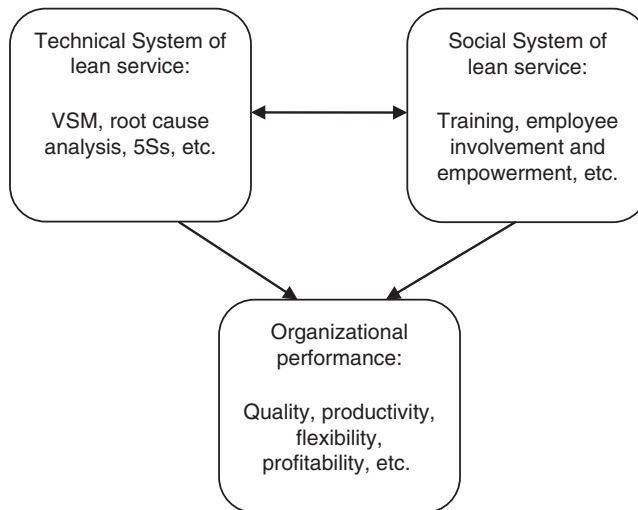 Technical System of
lean service:
VSM, root cause
analysis, 5Ss, etc.
Social System of
lean service:
Training, employee
involvement and
empowerment, etc.
Organizational
performance:
Quality, productivity,
flexibility,
profitability, etc.